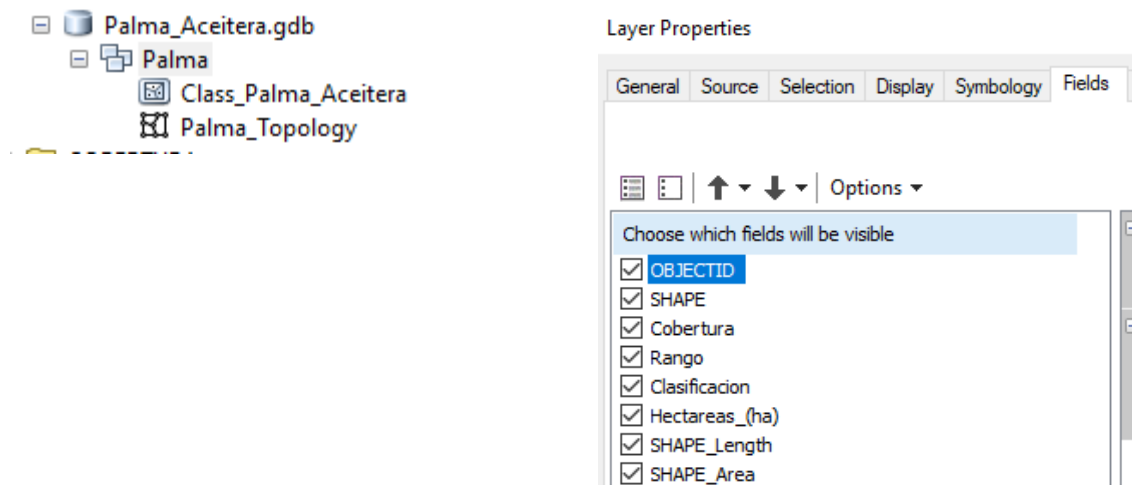 Palma_Aceitera.gdb
Palma
Class_Palma_Aceitera
Palma_Topology
Layer Properties
General Source Selection Display Symbology Fields
Options
Choose which fields will be visible
OBJECTID
SHAPE
Cobertura
Rango
Clasificacion
Hectareas_(ha)
SHAPE_Length
SHAPE_Area